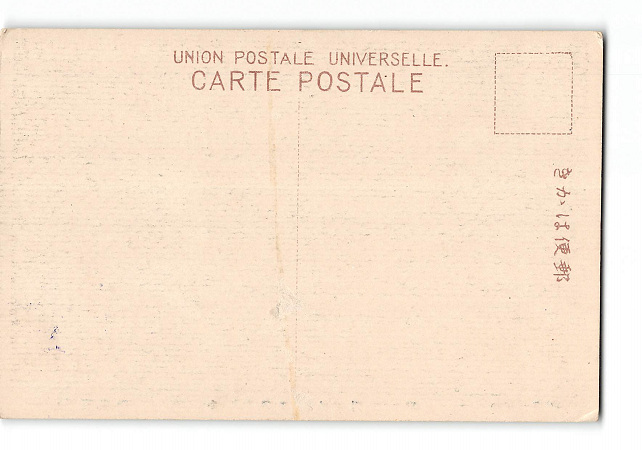 UNION POSTALE UNIVERSELLE.
CARTE POSTALE
きかは便郵